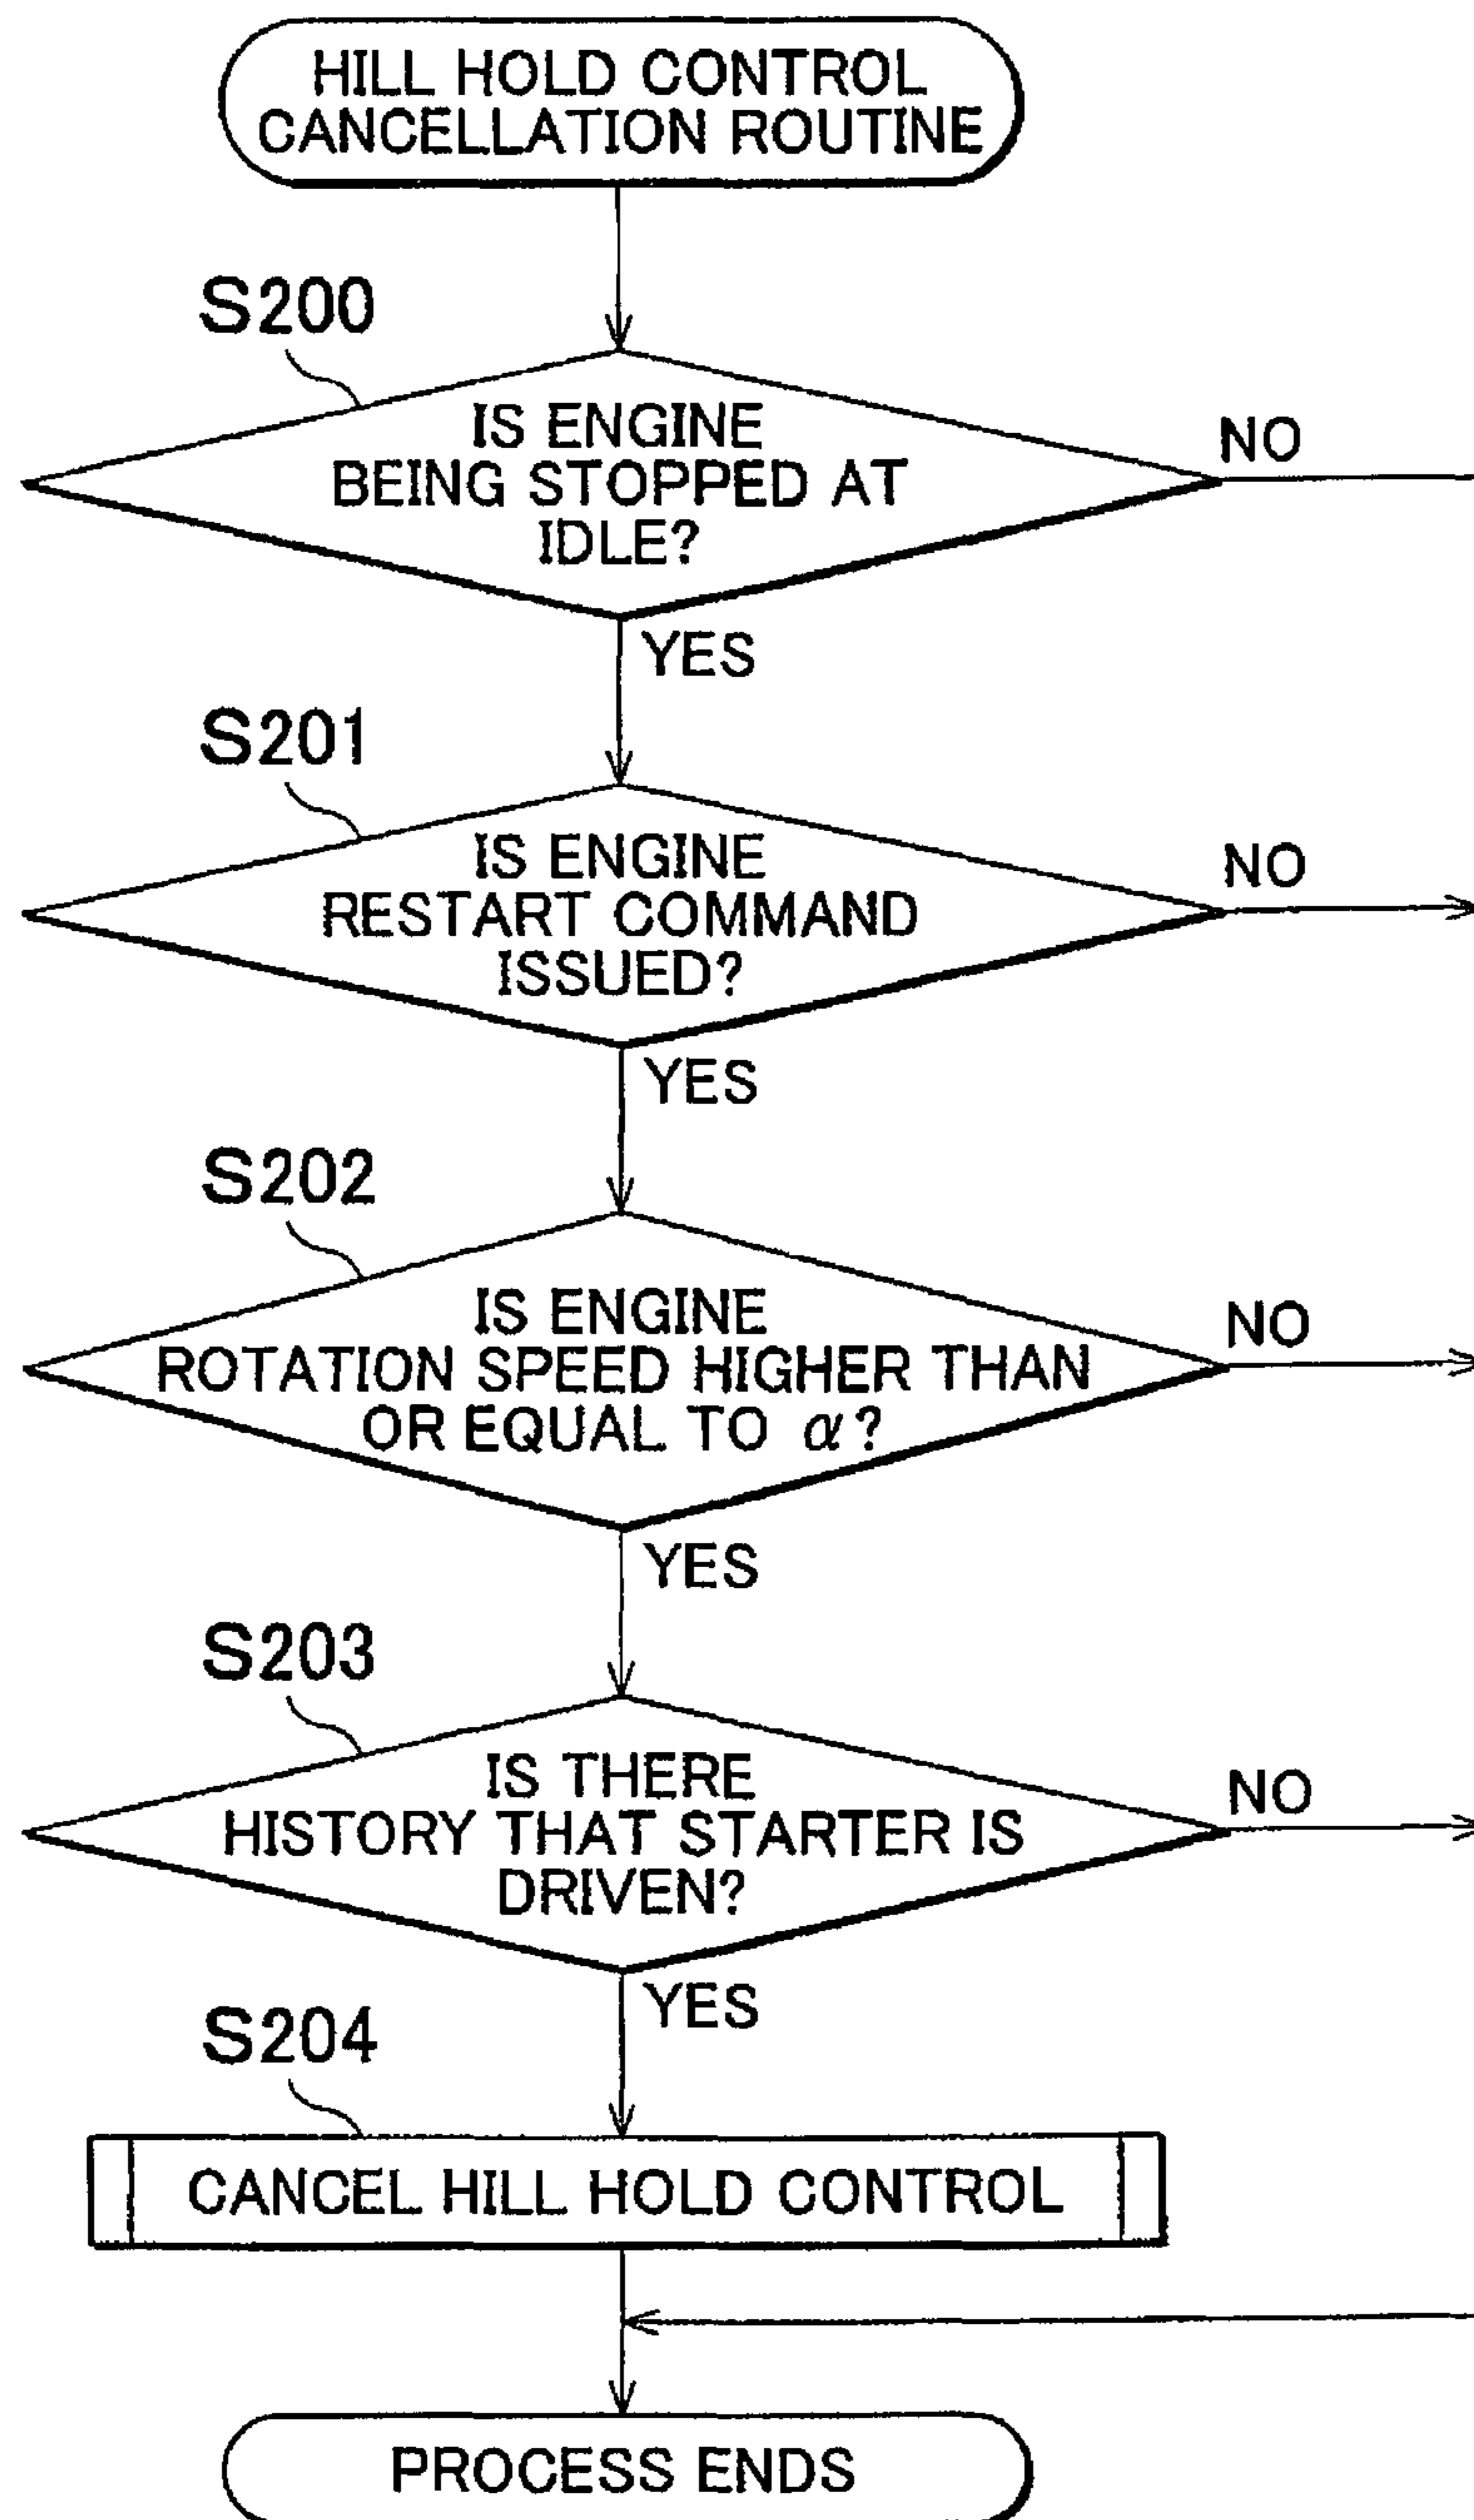 HILL HOLD CONTROL
CANCELLATION ROUTINE
S200
IS ENGINE
BEING STOPPED AT
IDLE?
NO
YES
S201
IS ENGINE
RESTART COMMAND
ISSUED?
NO
YES
S202
IS ENGINE
ROTATION SPEED HIGHER THAN
OR EQUAL TO α?
NO
YES
S203
IS THERE
HISTORY THAT STARTER IS
DRIVEN?
NO
YES
S204
CANCEL HILL HOLD CONTROL
PROCESS ENDS